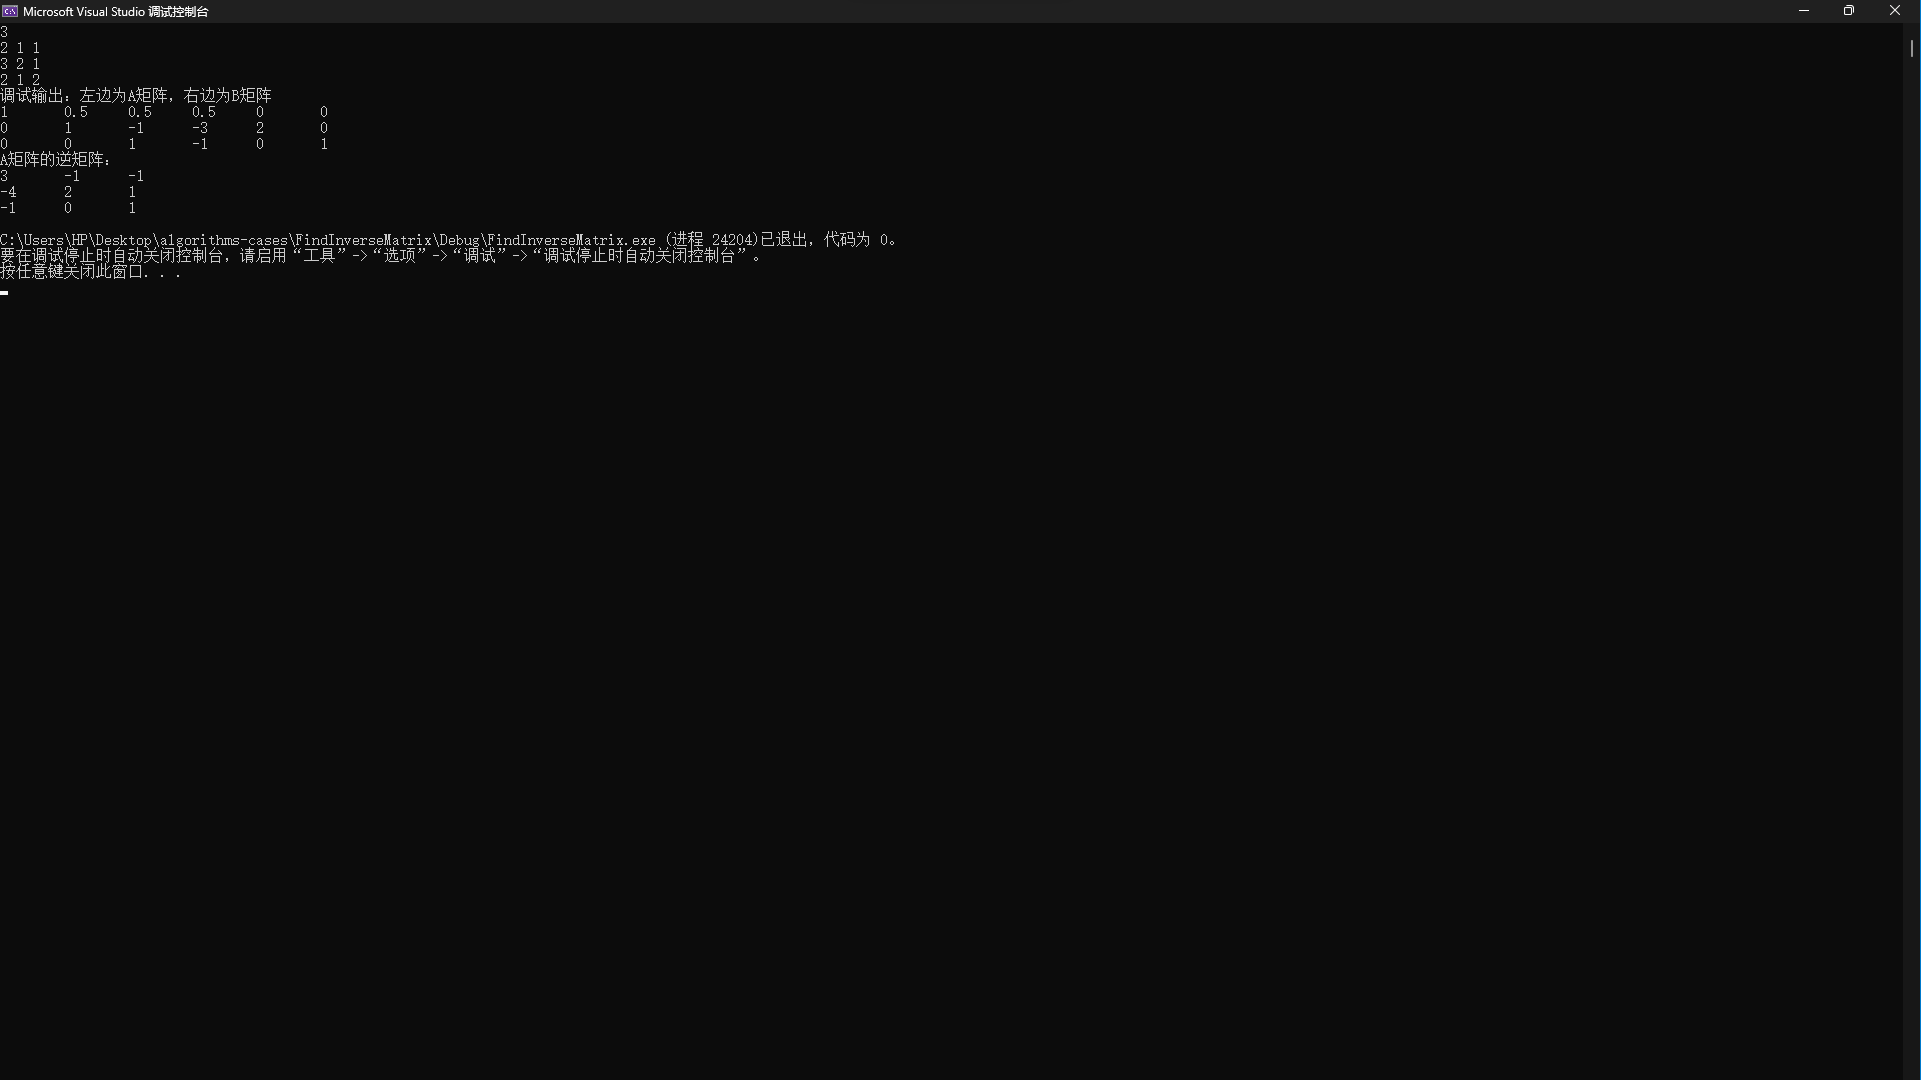 Microsoft Visual Studio 调试控制台
3
2 1 1
3 2 1
2 1 2
调试输出：左边为A矩阵，右边为B矩阵
1 0.5 0.5 0.5 0 0
0 1 -1 -3 2 0
0 0 1 -1 0 1
A矩阵的逆矩阵：
3 -1 -1
-4 2 1
-1 0 1
C:\Users\HP\Desktop\algorithms-cases\FindInverseMatrix\Debug\FindInverseMatrix.exe (进程 24204)已退出，代码为 0。
要在调试停止时自动关闭控制台，请启用“工具”->“选项”->“调试”->“调试停止时自动关闭控制台”。
按任意键关闭此窗口. . .